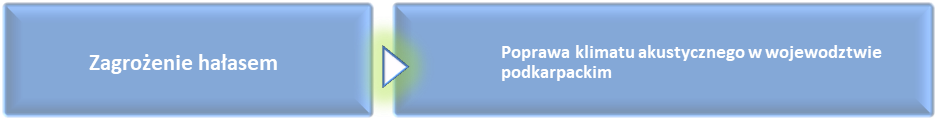 Zagrożenie hałasem
Poprawa klimatu akustycznego w wojewodztwie
podkarpackim